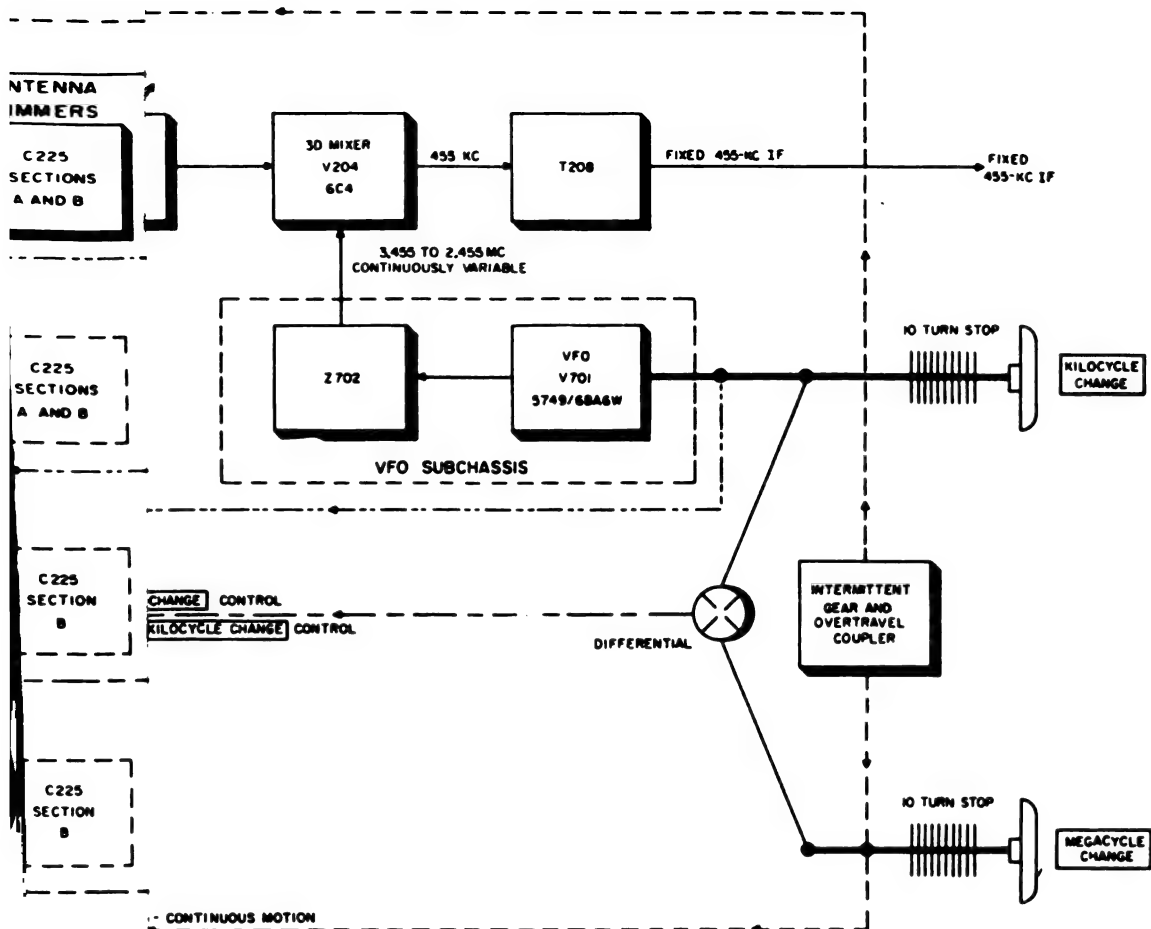 NTENNA
IMMERS
C225
SECTIONS
A AND B
3D MIXER
V204
6C4
455 KC
T208
FIXED 455-KC IF
FIXED
455-KC IF
3.455 TO 2.455 MC
CONTINUOUSLY VARIABLE
C225
SECTIONS
A AND B
Z702
VFO
V701
5749/6BA6W
10 TURN STOP
KILOCYCLE
CHANGE
VFO SUBCHASSIS
C225
SECTION
B
CHANGE CONTROL
KILOCYCLE CHANGE CONTROL
DIFFERENTIAL
INTERMITTENT
GEAR AND
OVERTRAVEL
COUPLER
C225
SECTION
B
10 TURN STOP
MEGACYCLE
CHANGE
- CONTINUOUS MOTION